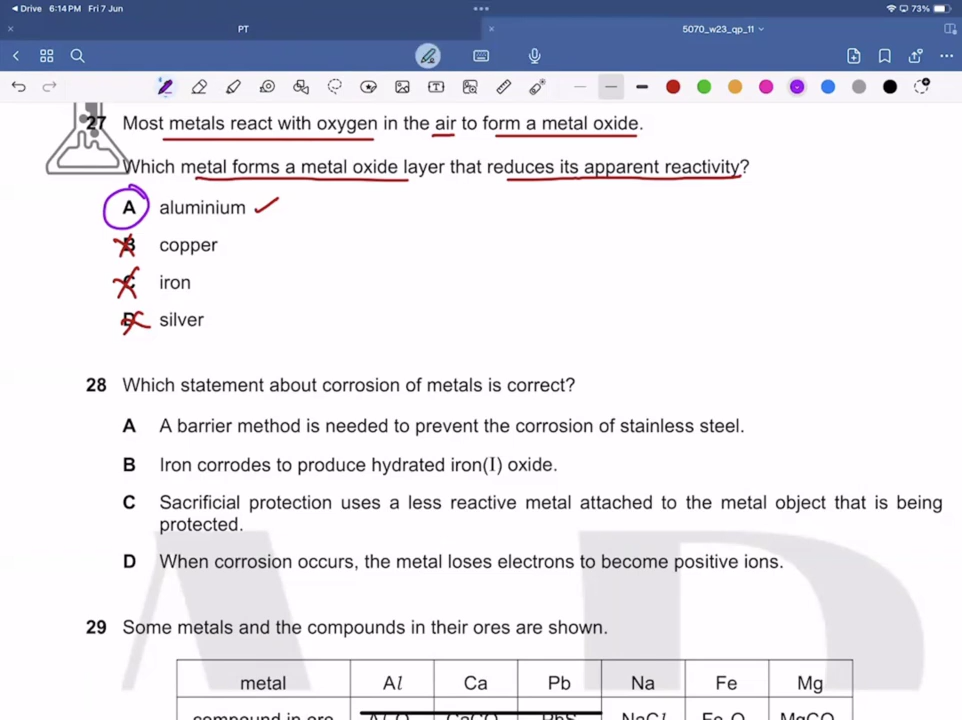 Drive 6:14 PM Fri 7 Jun
73%
PT
5070_w23_qp_11
27 Most metals react with oxygen in the air to form a metal oxide.
Which metal forms a metal oxide layer that reduces its apparent reactivity?
A aluminium
B copper
C iron
D silver
28 Which statement about corrosion of metals is correct?
A A barrier method is needed to prevent the corrosion of stainless steel.
B Iron corrodes to produce hydrated iron(I) oxide.
C Sacrificial protection uses a less reactive metal attached to the metal object that is being
protected.
D When corrosion occurs, the metal loses electrons to become positive ions.
29 Some metals and the compounds in their ores are shown.
metal Al Ca Pb Na Fe Mg
compound in ore